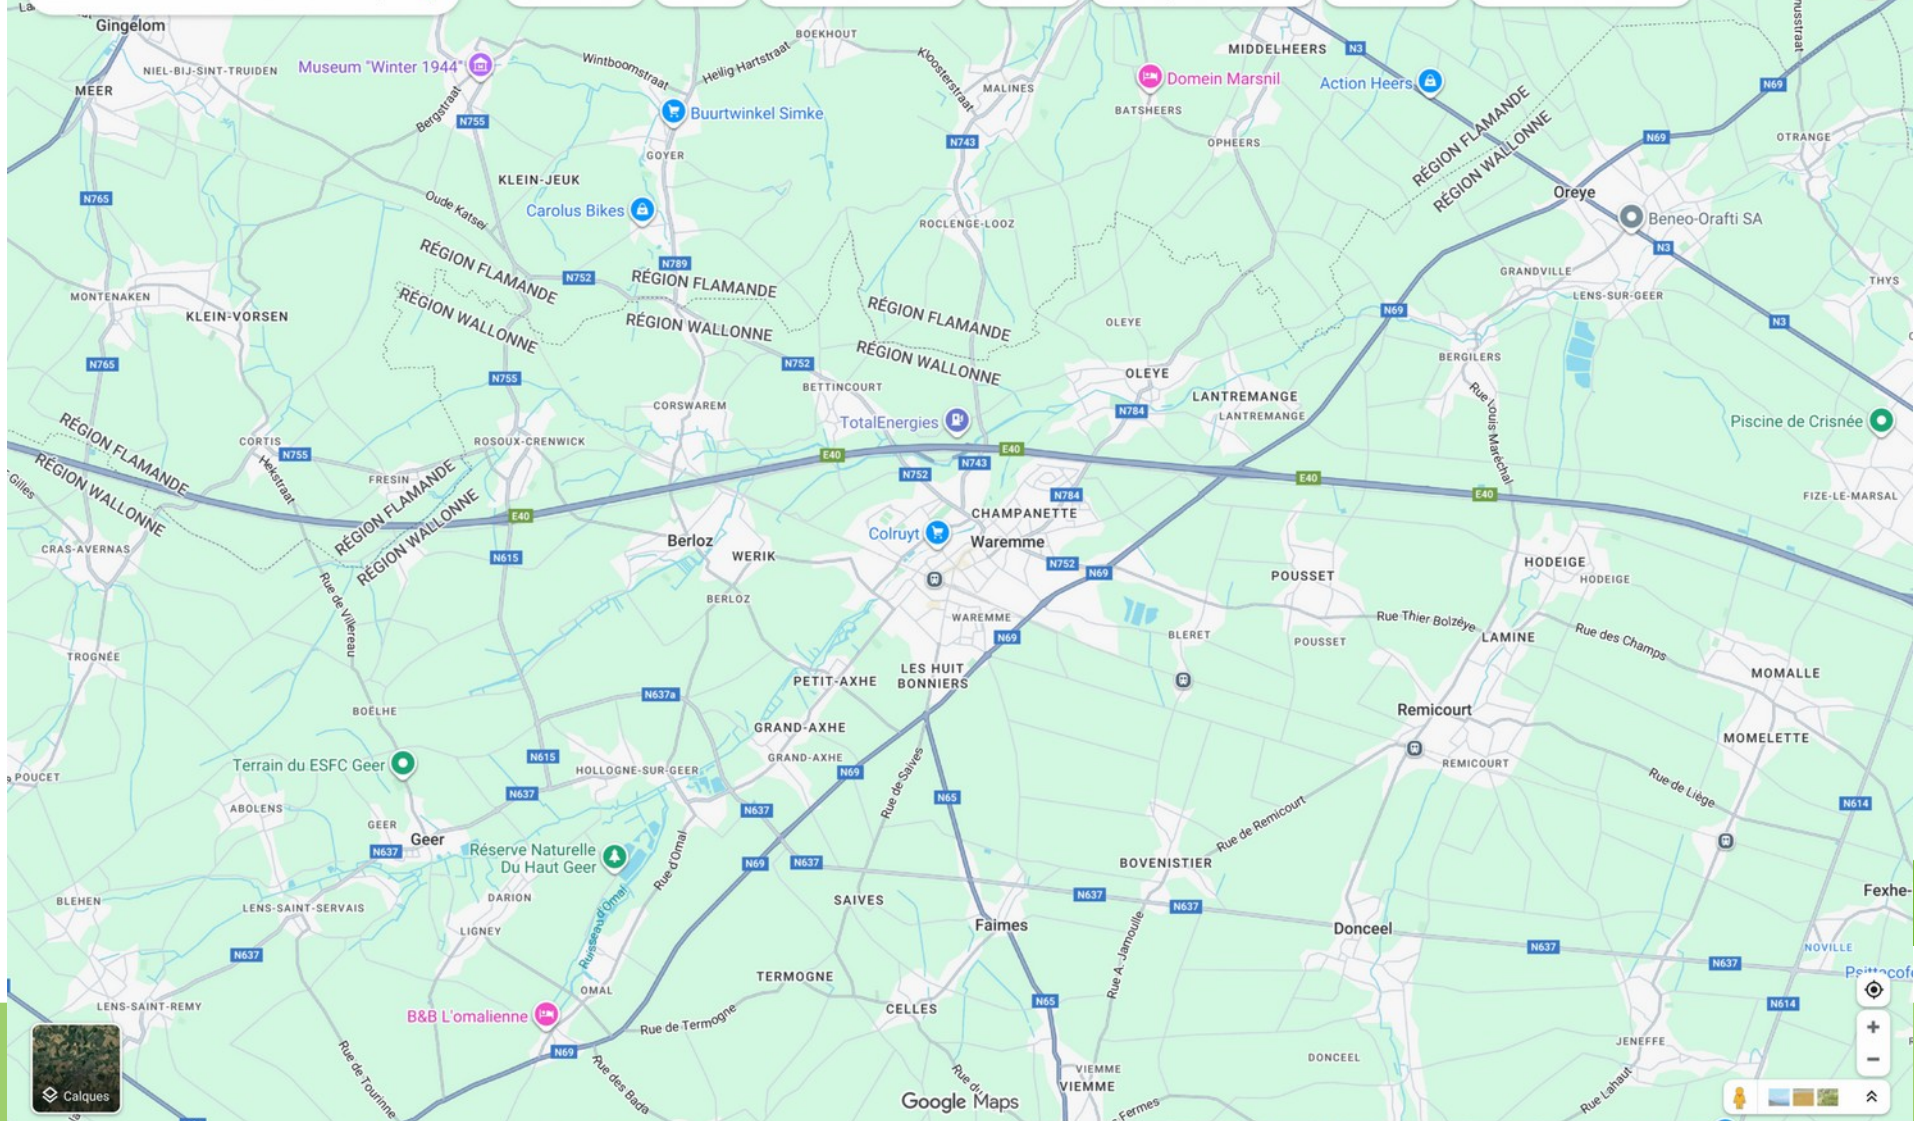 Gingelom
BOEKHOUT
MIDDELHEERS
N3
Museum "Winter 1944"
Wintboomstraat
Heilig-Hartstraat
Kloosterstraat
NIEL-BIJ-SINT-TRUIDEN
Domein Marsnil
Action Heers
N69
MEER
MALINES
BATSHEERS
Bergstraat
N755
Buurtwinkel Simke
RÉGION FLAMANDE
RÉGION WALLONNE
N69
OTRANGE
N743
OPHEERS
GOYER
KLEIN-JEUK
N765
Oude Katsei
Carolus Bikes
Oreye
Beneo-Orafti SA
ROCLENGE-LOOZ
N3
RÉGION FLAMANDE
N752
N789
RÉGION FLAMANDE
GRANDVILLE
THYS
MONTENAKEN
KLEIN-VORSEN
RÉGION WALLONNE
RÉGION WALLONNE
RÉGION FLAMANDE
LENS-SUR-GEER
N69
OLEYE
N3
N765
N755
N752
RÉGION WALLONNE
BERGILERS
BETTINCOURT
OLEYE
LANTREMANGE
LANTREMANGE
CORSWAREM
N784
TotalEnergies
Rue Louis Maréchal
Piscine de Crisnée
RÉGION FLAMANDE
CORTIS
N755
ROSOUX-CRENWICK
E40
N743
E40
N752
E40
E40
Gilles
RÉGION WALLONNE
Hekstraat
FRESIN
RÉGION FLAMANDE
RÉGION WALLONNE
N784
FIZE-LE-MARSAL
E40
CHAMPANETTE
Colruyt
Waremme
Berloz
WERIK
CRAS-AVERNAS
N615
N752
N69
HODEIGE
HODEIGE
POUSSET
Rue de Villereau
BERLOZ
WAREMME
Rue Thier Bolzêye
N69
BLERET
POUSSET
LAMINE
Rue des Champs
TROGNÉE
LES HUIT
BONNIERS
PETIT-AXHE
MOMALLE
N637a
BOËLHE
GRAND-AXHE
GRAND-AXHE
Remicourt
MOMELETTE
Terrain du ESFC Geer
N615
HOLLOGNE-SUR-GEER
N69
Rue de Saives
REMICOURT
POUCET
N637
N65
Rue de Liège
N614
ABOLENS
N637
GEER
Geer
N637
Rue de Remicourt
Réserve Naturelle
Du Haut Geer
Rue d'Omal
N69
N637
BOVENISTIER
N637
N637
BLEHEN
LENS-SAINT-SERVAIS
DARION
SAIVES
Fexhe-
LIGNEY
Ruisseau d'Omal
Faimes
Rue A. Jamoulle
Donceel
N637
N637
NOVILLE
N637
TERMOGNE
OMAL
LENS-SAINT-REMY
B&B L'omalienne
CELLES
N65
N614
Rue de Termogne
N69
Rue de Tourinne
Rue des Bada
DONCEEL
JENEFFE
VIEMME
VIEMME
Rue du
Fermes
Rue Lahaut
Calques
Google Maps